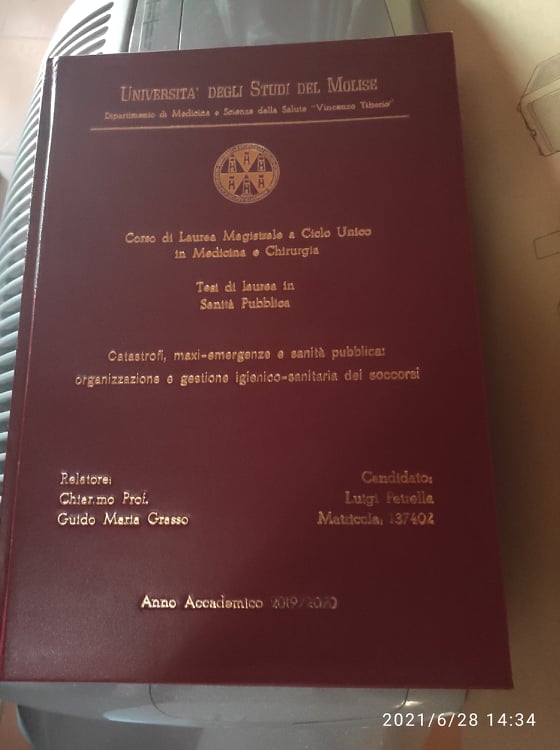 UNIVERSITA' DEGLI STUDI DEL MOLISE
Dipartimento di Medicina e Scienze della Salute "Vincenzo Tiberio"
Corso di Laurea Magistrale a Ciclo Unico
in Medicina e Chirurgia
Tesi di laurea in
Sanità Pubblica
Catastrofi, maxi-emergenze e sanità pubblica:
organizzazione e gestione igienico-sanitaria dei soccorsi
Relatore:
Chiar.mo Prof.
Guido Maria Grasso
Candidato:
Luigi Petrella
Matricola: 137402
Anno Accademico 2019/2020
2021/6/28 14:34